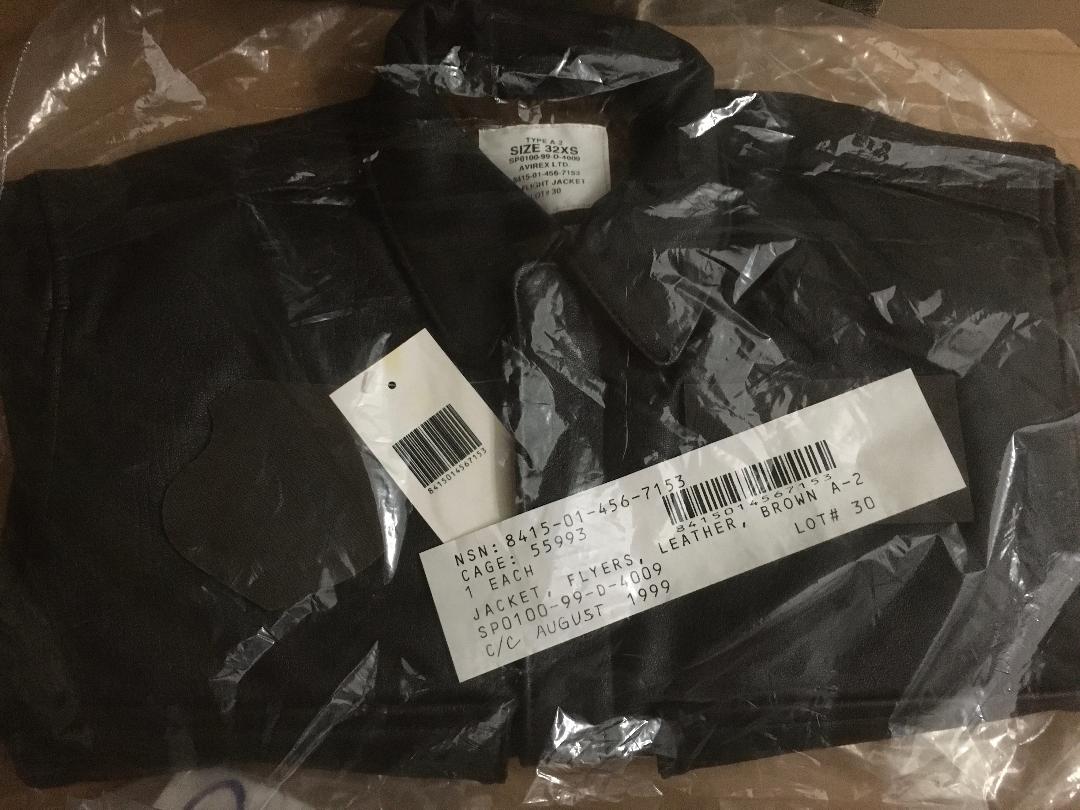 TYPE A-2
SIZE 32XS
SP0100-99-D-4009
AVIREX LTD.
8415-01-456-7153
FLIGHT JACKET
LOT# 30
8415014567153
NSN: 8415-01-456-7153
8415014567153
CAGE: 55993
1 EACH
JACKET, FLYERS, LEATHER, BROWN A-2
SPO100-99-D-4009 LOT# 30
C/C AUGUST 1999